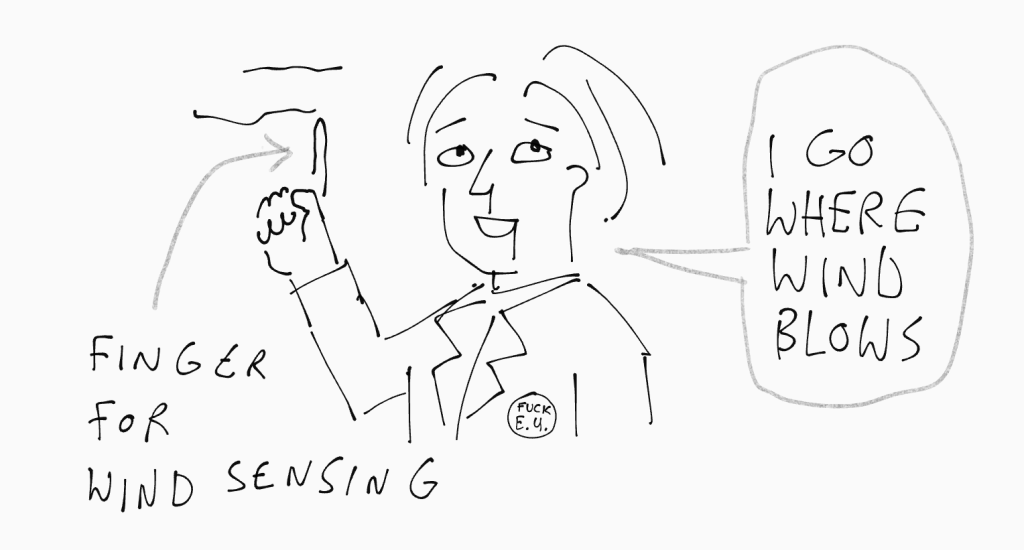 I GO
WHERE
WIND
BLOWS
FINGER
FOR
WIND SENSING
FUCK
E.U.